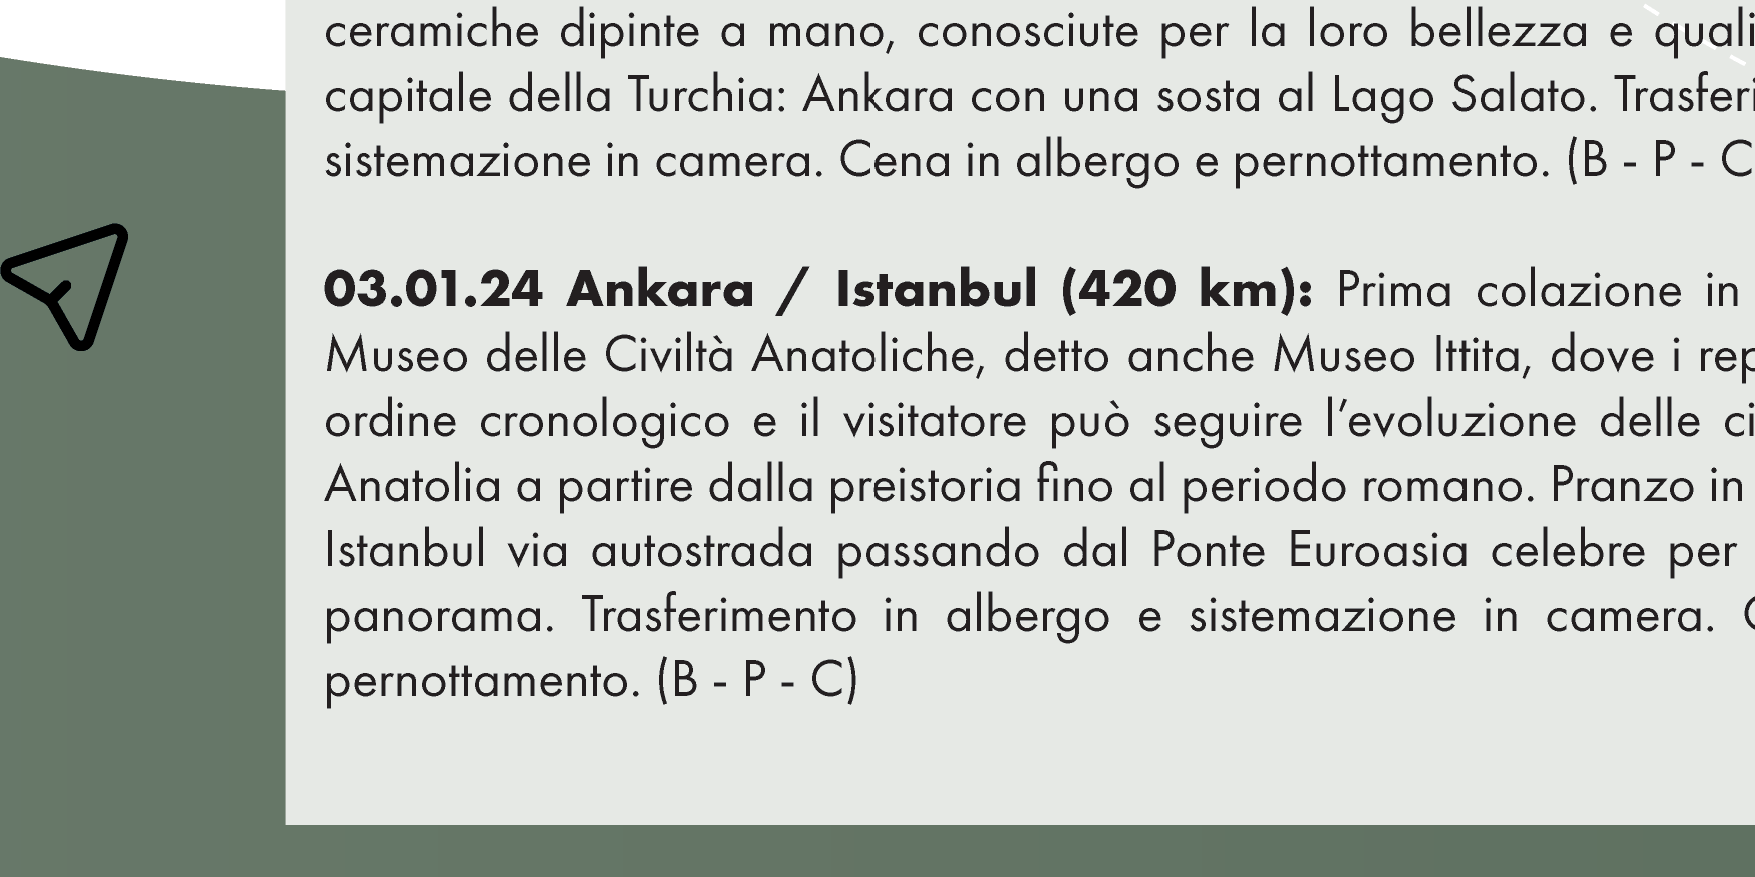 ceramiche dipinte a mano, conosciute per la loro bellezza e quali
capitale della Turchia: Ankara con una sosta al Lago Salato. Trasferi
sistemazione in camera. Cena in albergo e pernottamento. (B - P - C
03.01.24 Ankara / Istanbul (420 km): Prima colazione in
Museo delle Civiltà Anatoliche, detto anche Museo Ittita, dove i rep
ordine cronologico e il visitatore può seguire l’evoluzione delle ci
Anatolia a partire dalla preistoria fino al periodo romano. Pranzo in
Istanbul via autostrada passando dal Ponte Euroasia celebre per
panorama. Trasferimento in albergo e sistemazione in camera.
pernottamento. (B - P - C)